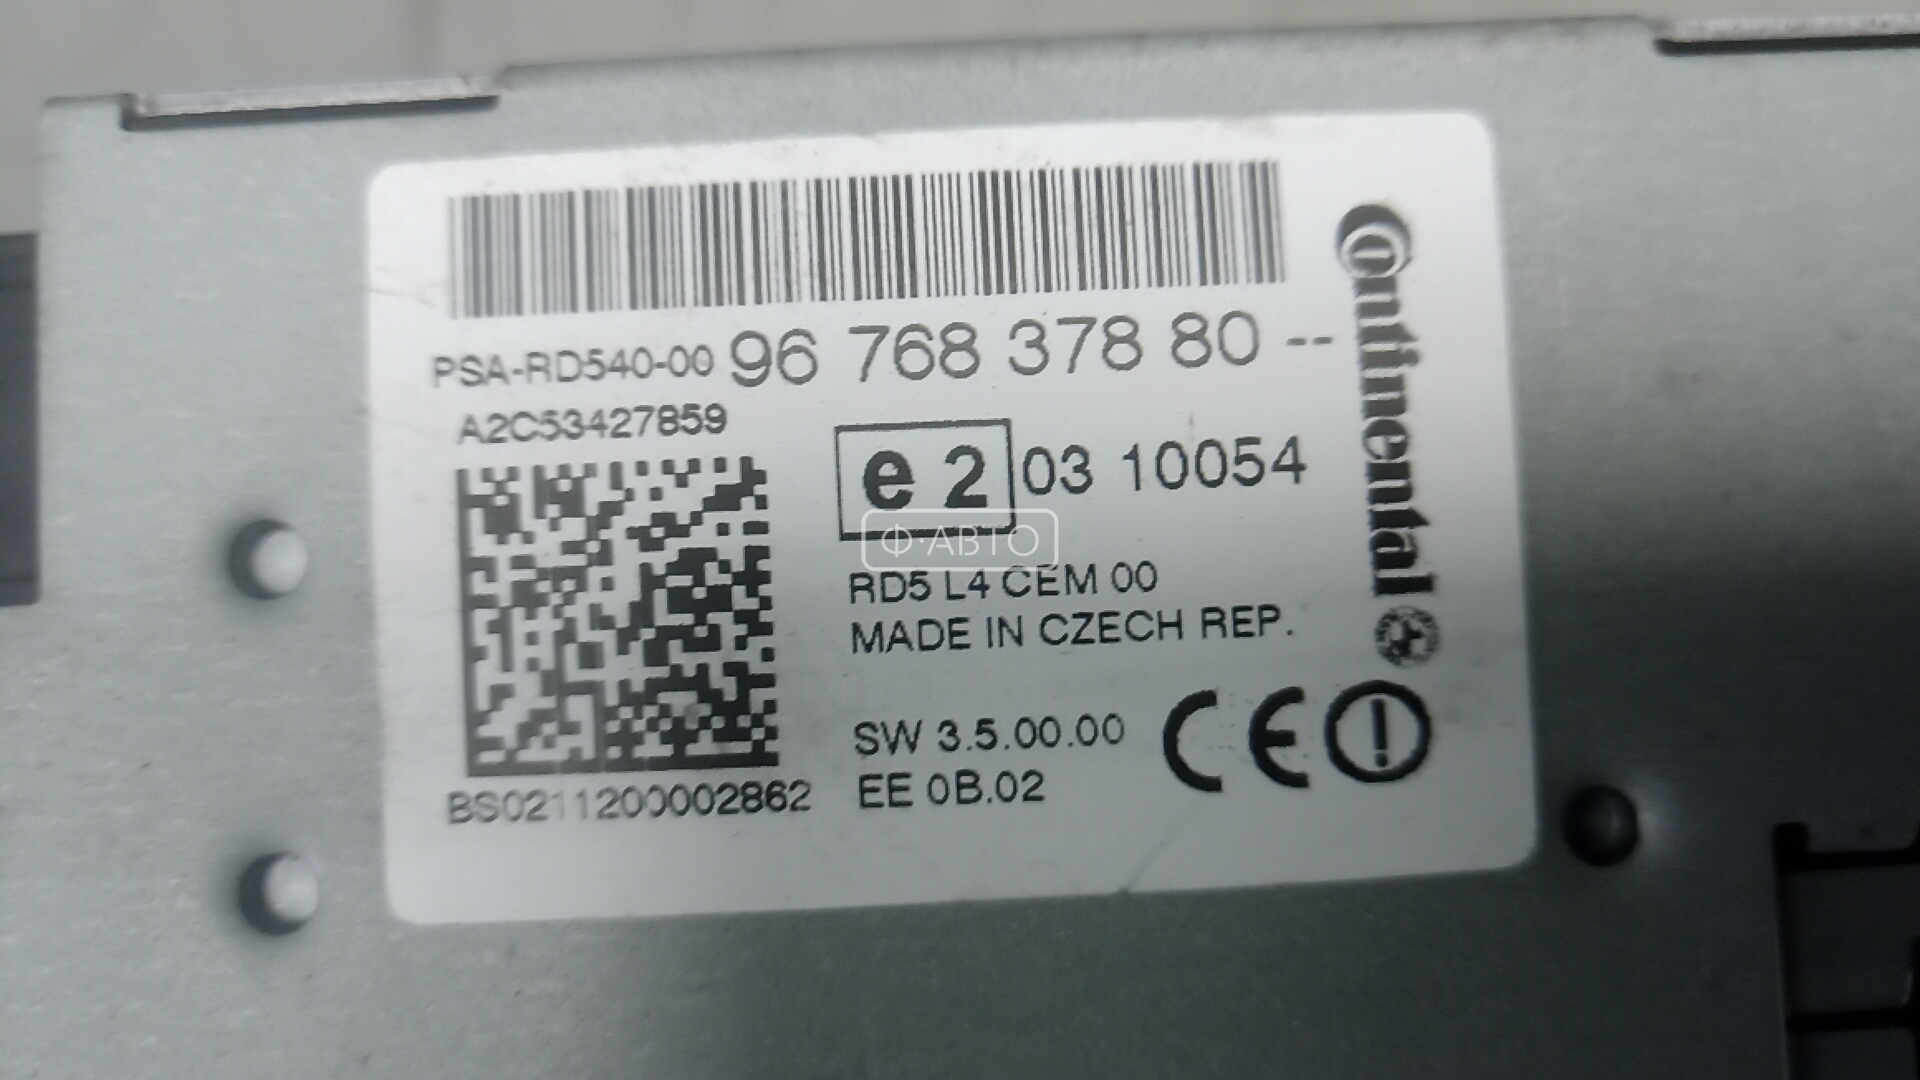 PSA-RD540-00 96 768 378 80 --
A2C53427859
e 2 03 10054
Ф·АВТО
RD5 L4 CEM 00
MADE IN CZECH REP.
SW 3.5.00.00
EE 0B.02
CE
BS0211200002862
Continental